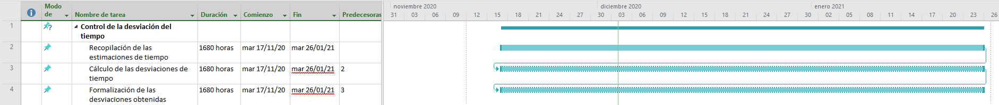 noviembre 2020 diciembre 2020 enero 2021
Modo
de Nombre de tarea Duración Comienzo Fin Predecesoras
31 03 06 09 12 15 18 21 24 27 30 03 06 09 12 15 18 21 24 27 30 02 05 08 11 14 17 20 23 26
1 Control de la desviación del
tiempo
2 Recopilación de las 1680 horas mar 17/11/20 mar 26/01/21
estimaciones de tiempo
3 Cálculo de las desviaciones de 1680 horas mar 17/11/20 mar 26/01/21 2
tiempo
4 Formalización de las 1680 horas mar 17/11/20 mar 26/01/21 3
desviaciones obtenidas